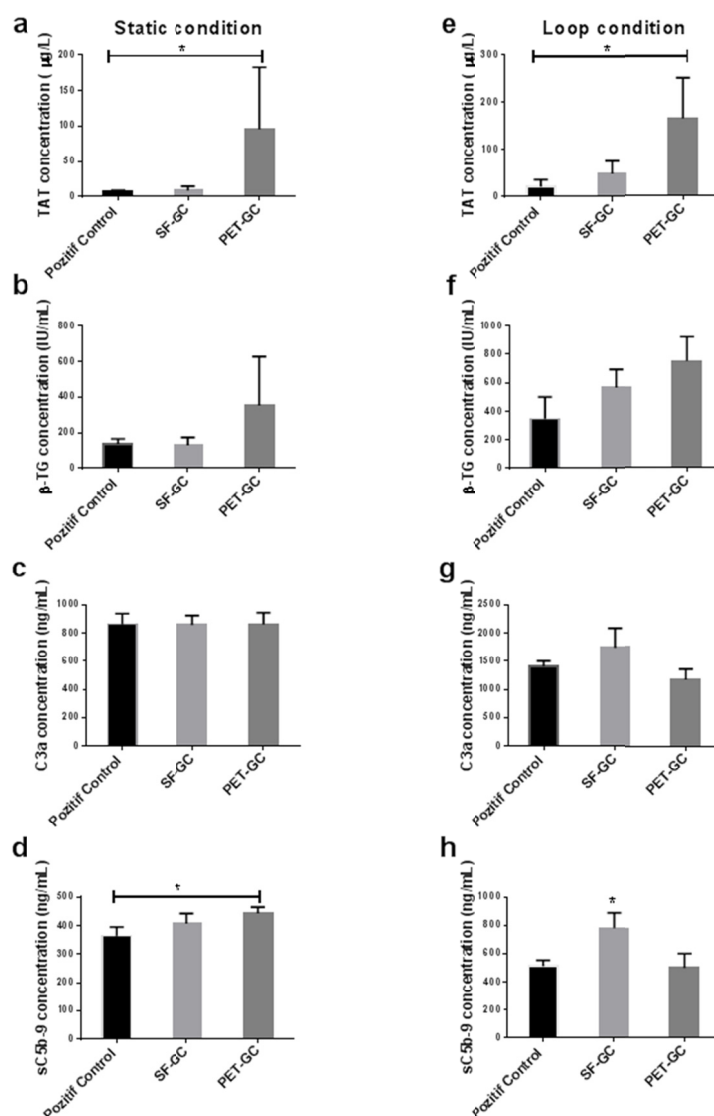 a
Static condition
TAT concentration ( μg/L)
200
150
100
50
0
*
Pozitif Control
SF-GC
PET-GC
e
Loop condition
TAT concentration ( μg/L)
300
200
100
0
*
Pozitif Control
SF-GC
PET-GC
b
β-TG concentration (IU/mL)
800
600
400
200
0
Pozitif Control
SF-GC
PET-GC
f
β-TG concentration (IU/mL)
1000
800
600
400
200
0
Pozitif Control
SF-GC
PET-GC
c
C3a concentration (ng/mL)
1000
800
600
400
200
0
Pozitif Control
SF-GC
PET-GC
g
C3a concentration (ng/mL)
2500
2000
1500
1000
500
0
Pozitif Control
SF-GC
PET-GC
d
sC5b-9 concentration (ng/mL)
500
400
300
200
100
0
*
Pozitif Control
SF-GC
PET-GC
h
sC5b-9 concentration (ng/mL)
1000
800
600
400
200
0
*
Pozitif Control
SF-GC
PET-GC